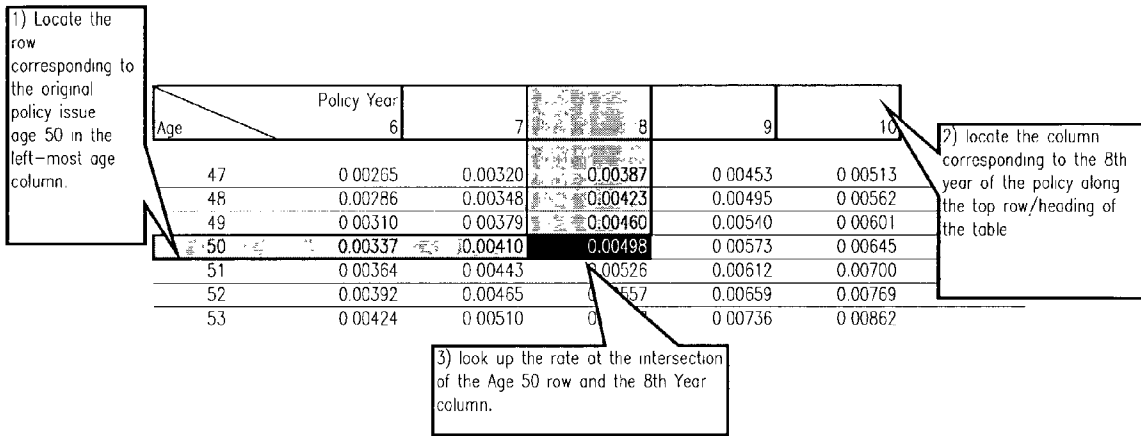 1) Locate the
row
corresponding to
the original
policy issue
age 50 in the
left-most age
column.
Policy Year
Age 6 7 8 9 10
2) locate the column
corresponding to the 8th
year of the policy along
the top row/heading of
the table
47 0 00265 0.00320 0.00387 0 00453 0 00513
48 0 00286 0.00348 0.00423 0 00495 0 00562
49 0 00310 0 00379 0.00460 0 00540 0 00601
50 0.00337 0.00410 0.00498 0 00573 0 00645
51 0 00364 0 00443 0.00526 0 00612 0 00700
52 0 00392 0 00465 0 00659 0 00769
53 0 00424 0 00510 0 00736 0 00862
3) look up the rate at the intersection
of the Age 50 row and the 8th Year
column.